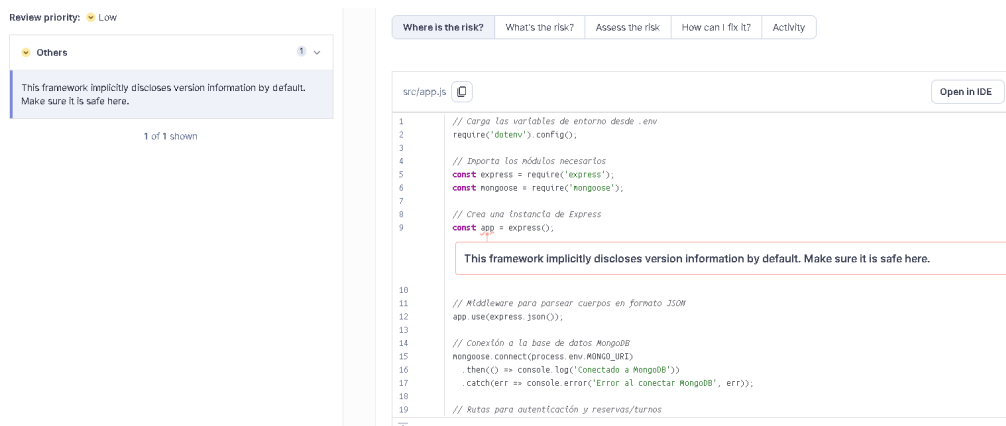 Review priority: Low
Others 1
This framework implicitly discloses version information by default.
Make sure it is safe here.
1 of 1 shown
Where is the risk? What's the risk? Assess the risk How can I fix it? Activity
src/app.js Open in IDE
1 // Carga las variables de entorno desde .env
2 require('dotenv').config();
3
4 // Importa los módulos necesarios
5 const express = require('express');
6 const mongoose = require('mongoose');
7
8 // Crea una instancia de Express
9 const app = express();
This framework implicitly discloses version information by default. Make sure it is safe here.
10
11 // Middleware para parsear cuerpos en formato JSON
12 app.use(express.json());
13
14 // Conexión a la base de datos MongoDB
15 mongoose.connect(process.env.MONGO_URI)
16 .then(() => console.log('Conectado a MongoDB'))
17 .catch(err => console.error('Error al conectar MongoDB', err));
18
19 // Rutas para autenticación y reservas/turnos